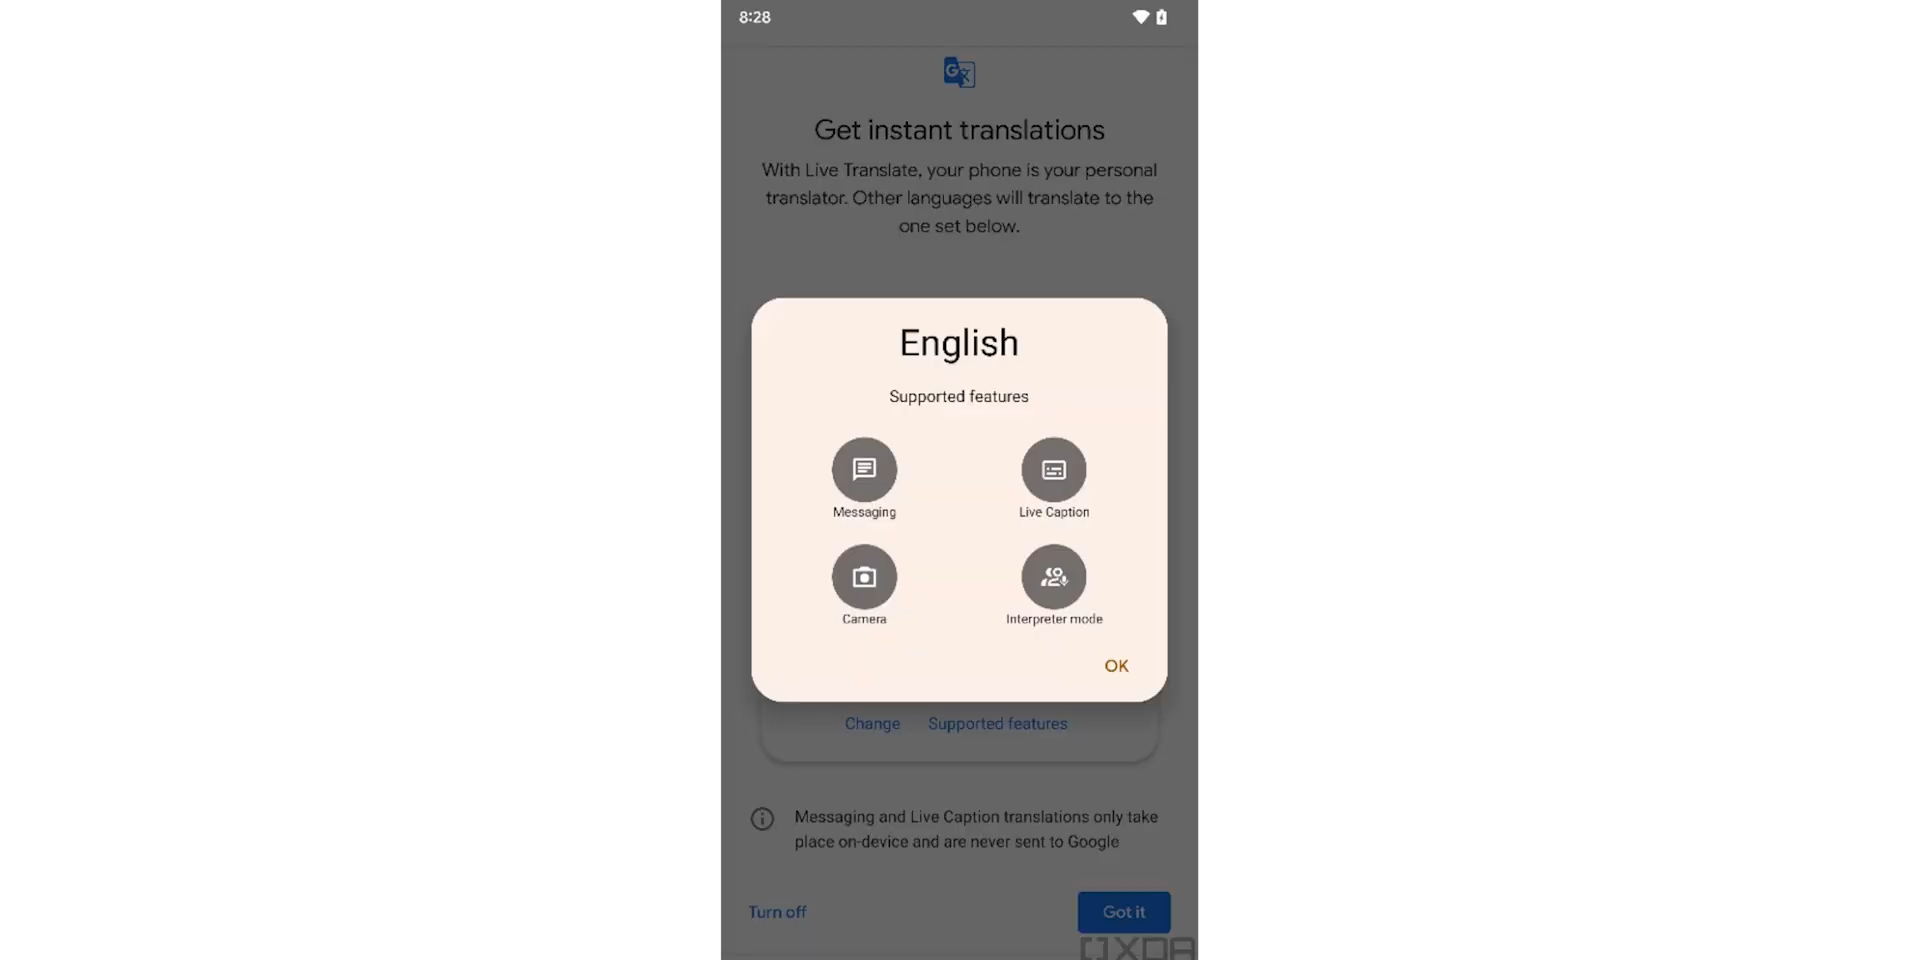 8:28
Get instant translations
With Live Translate, your phone is your personal
translator. Other languages will translate to the
one set below.
English
Supported features
Messaging
Live Caption
Camera
Interpreter mode
OK
Change
Supported features
Messaging and Live Caption translations only take
place on-device and are never sent to Google
Turn off
Got it
XDA